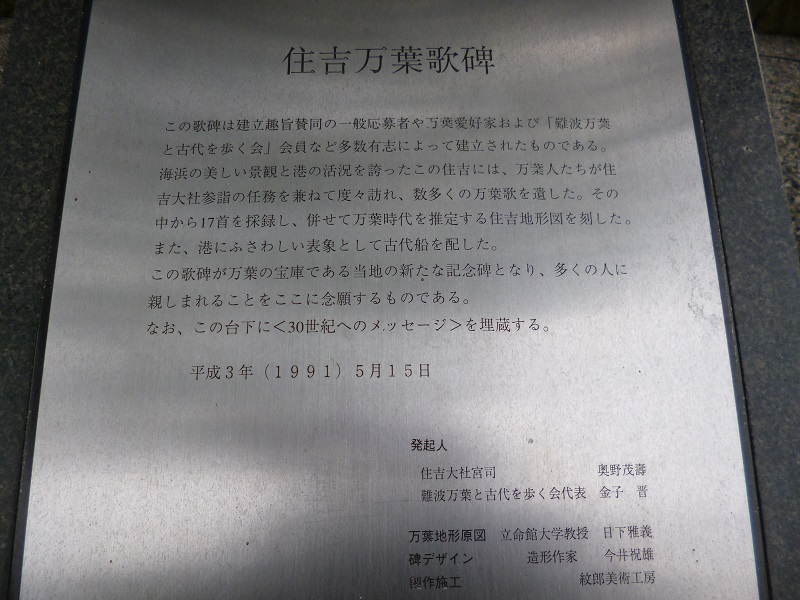 住吉万葉歌碑
この歌碑は建立趣旨賛同の一般応募者や万葉愛好家および「難波万葉
と古代を歩く会」会員など多数有志によって建立されたものである。
海浜の美しい景観と港の活況を誇ったこの住吉には、万葉人たちが住
吉大社参詣の任務を兼ねて度々訪れ、数多くの万葉歌を遺した。その
中から17首を採録し、併せて万葉時代を推定する住吉地形図を刻した。
また、港にふさわしい表象として古代船を配した。
この歌碑が万葉の宝庫である当地の新たな記念碑となり、多くの人に
親しまれることをここに念願するものである。
なお、この台下に<30世紀へのメッセージ>を埋蔵する。
平成3年(1991)5月15日
発起人
住吉大社宮司 奥野茂壽
難波万葉と古代を歩く会代表 金子 晋
万葉地形原図 立命館大学教授 日下雅義
碑デザイン 造形作家 今井祝雄
製作施工 紋郎美術工房